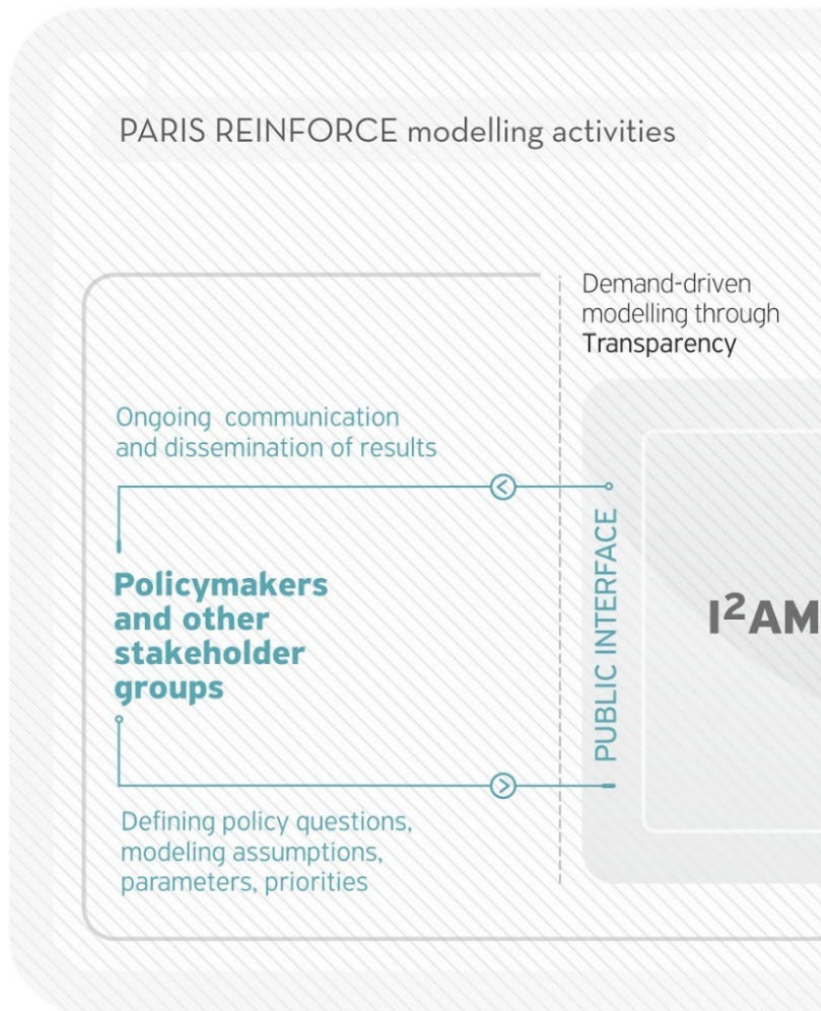 PARIS REINFORCE modelling activities
Demand-driven
modelling through
Transparency
Ongoing communication
and dissemination of results
Policymakers
and other
stakeholder
groups
PUBLIC INTERFACE
I²AM
Defining policy questions,
modeling assumptions,
parameters, priorities